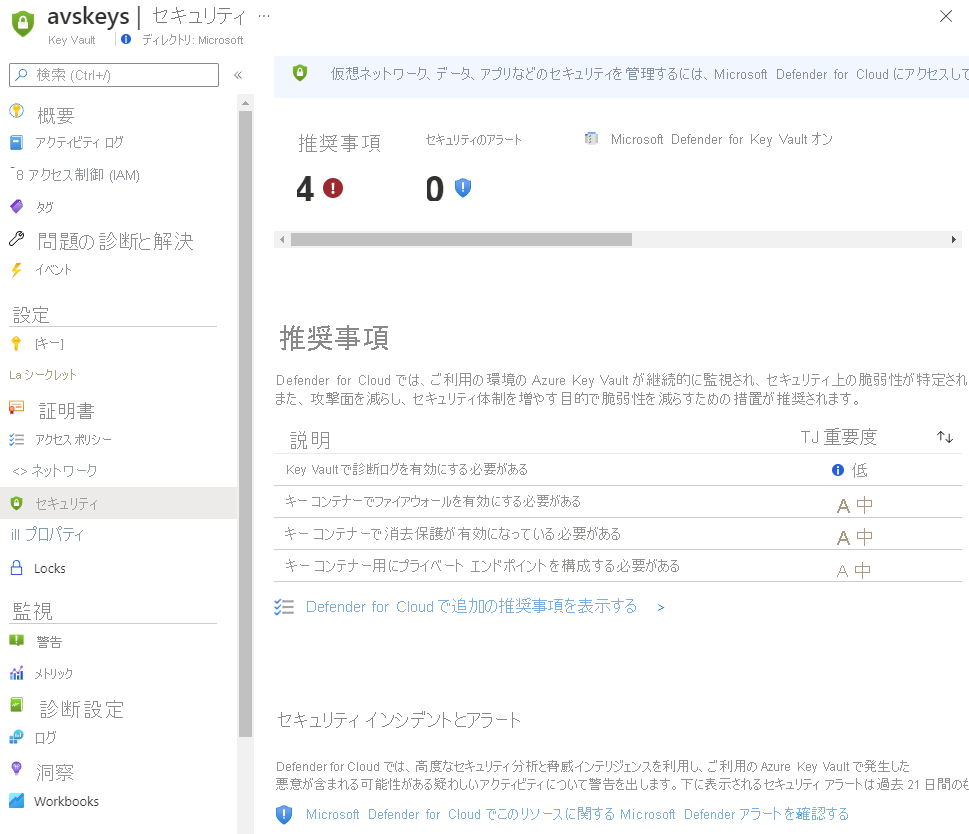 avskeys | セキュリティ ...
Key Vault
ディレクトリ: Microsoft
検索 (Ctrl+/)
«
概要
アクティビティ ログ
8 アクセス制御 (IAM)
タグ
問題の診断と解決
イベント
設定
[キー]
La シークレット
証明書
アクセス ポリシー
<> ネットワーク
セキュリティ
ill プロパティ
Locks
監視
警告
メトリック
診断設定
ログ
洞察
Workbooks
仮想ネットワーク、データ、アプリなどのセキュリティを管理するには、Microsoft Defender for Cloud にアクセスして
推奨事項
セキュリティのアラート
Microsoft Defender for Key Vault オン
4
0
推奨事項
Defender for Cloud では、ご利用の環境の Azure Key Vault が継続的に監視され、セキュリティ上の脆弱性が特定され
また、攻撃面を減らし、セキュリティ体制を増やす目的で脆弱性を減らすための措置が推奨されます。
説明 TJ 重要度 ↑↓
Key Vault で診断ログを有効にする必要がある 低
キー コンテナーでファイアウォールを有効にする必要がある A 中
キー コンテナーで消去保護が有効になっている必要がある A 中
キー コンテナー用にプライベート エンドポイントを構成する必要がある A 中
Defender for Cloud で追加の推奨事項を表示する >
セキュリティ インシデントとアラート
Defender for Cloud では、高度なセキュリティ分析と脅威インテリジェンスを利用し、ご利用の Azure Key Vault で発生した
悪意が含まれる可能性がある疑わしいアクティビティについて警告を出します。下に表示されるセキュリティ アラートは過去 21 日間のも
Microsoft Defender for Cloud でこのリソースに関する Microsoft Defender アラートを確認する